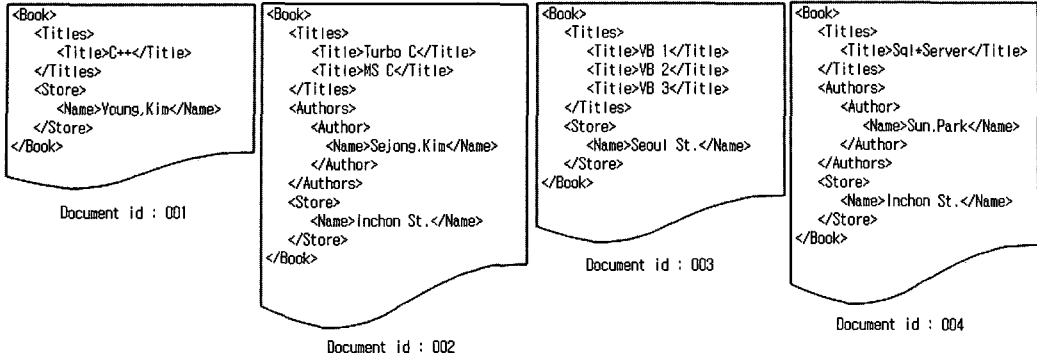 <Book>
<Titles>
<Title>C++</Title>
</Titles>
<Store>
<Name>Young,Kim</Name>
</Store>
</Book>
Document id : 001
<Book>
<Titles>
<Title>Turbo C</Title>
<Title>MS C</Title>
</Titles>
<Authors>
<Author>
<Name>Sejong.Kim</Name>
</Author>
</Authors>
<Store>
<Name>Inchon St.</Name>
</Store>
</Book>
Document id : 002
<Book>
<Titles>
<Title>VB 1</Title>
<Title>VB 2</Title>
<Title>VB 3</Title>
</Titles>
<Store>
<Name>Seoul St.</Name>
</Store>
</Book>
Document id : 003
<Book>
<Titles>
<Title>Sql*Server</Title>
</Titles>
<Authors>
<Author>
<Name>Sun.Park</Name>
</Author>
</Authors>
<Store>
<Name>Inchon St.</Name>
</Store>
</Book>
Document id : 004